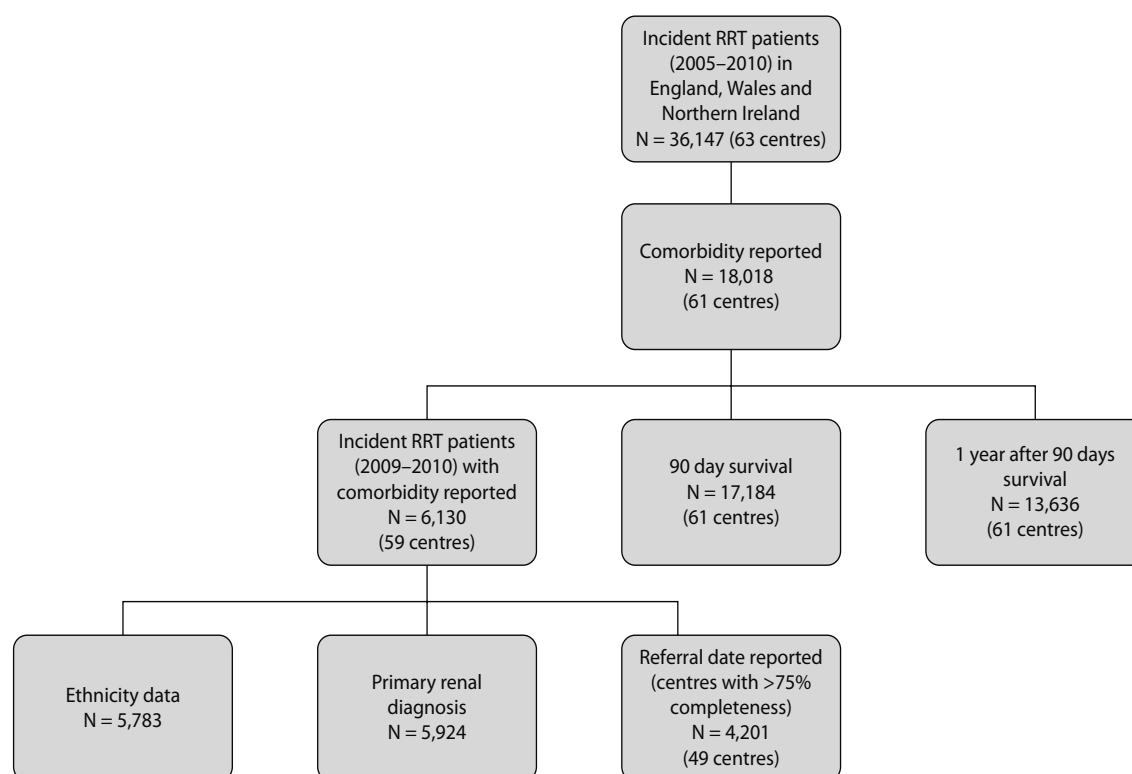 Incident RRT patients
(2005–2010) in
England, Wales and
Northern Ireland
N = 36,147 (63 centres)
Comorbidity reported
N = 18,018
(61 centres)
Incident RRT patients
(2009–2010) with
comorbidity reported
N = 6,130
(59 centres)
90 day survival
N = 17,184
(61 centres)
1 year after 90 days
survival
N = 13,636
(61 centres)
Ethnicity data
N = 5,783
Primary renal
diagnosis
N = 5,924
Referral date reported
(centres with >75%
completeness)
N = 4,201
(49 centres)